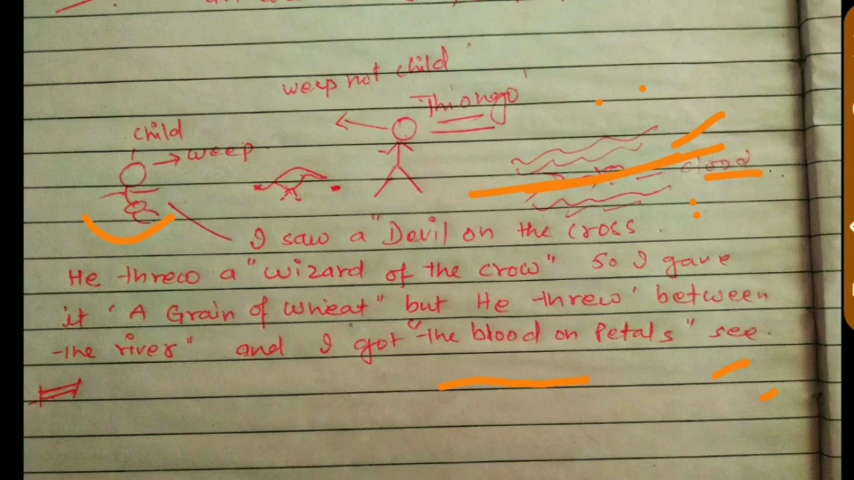 weep not child
Thiongo
child
weep
clood
I saw a "Devil on the cross.
He threw a "wizard of the crow" so I gave
it 'A Grain of wheat" but He threw' between
the river" and I got "the blood on Petals" see.